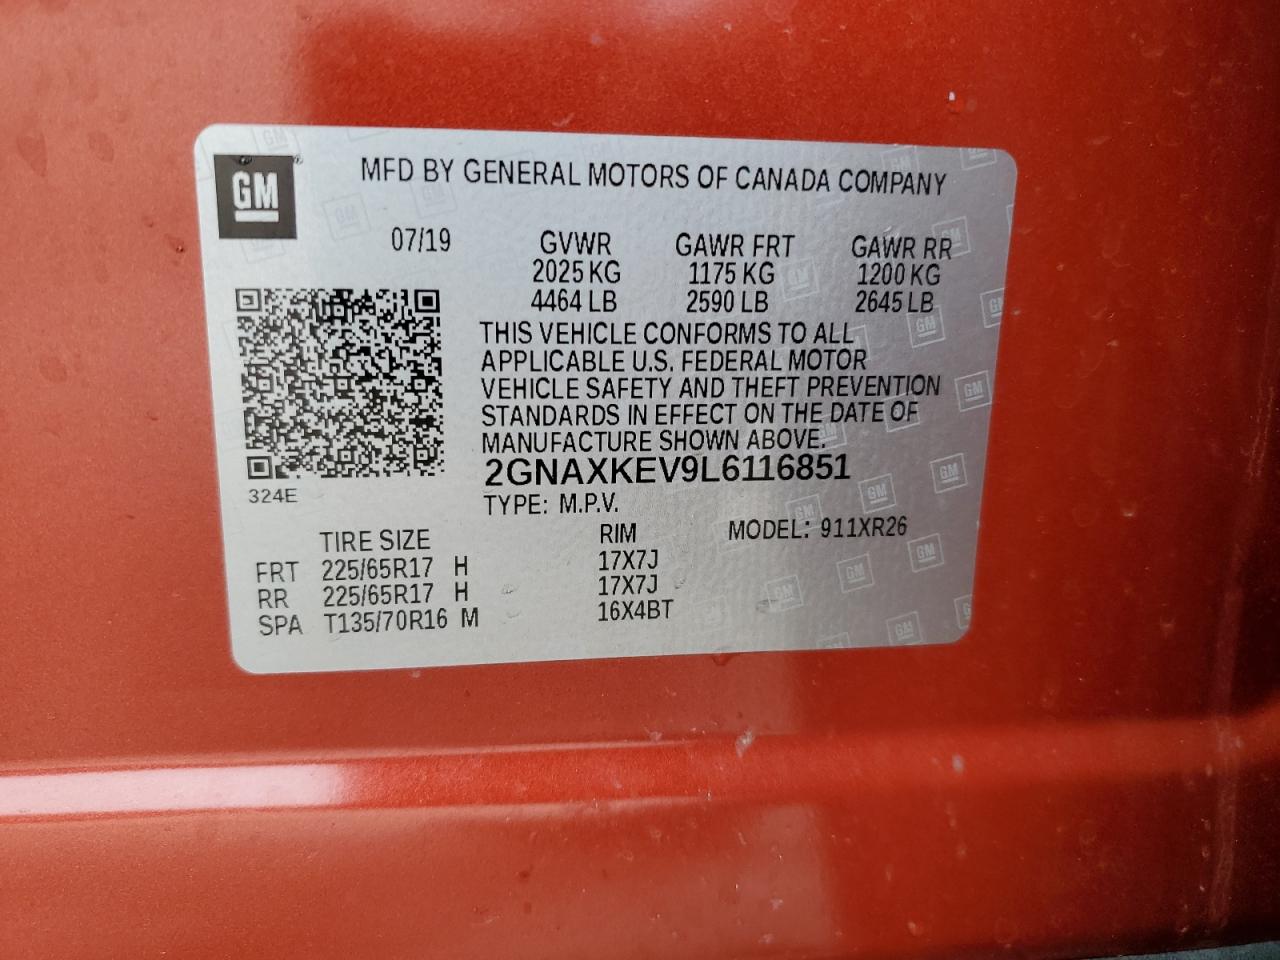 GM
MFD BY GENERAL MOTORS OF CANADA COMPANY
07/19 GVWR GAWR FRT GAWR RR
2025 KG 1175 KG 1200 KG
4464 LB 2590 LB 2645 LB
THIS VEHICLE CONFORMS TO ALL
APPLICABLE U.S. FEDERAL MOTOR
VEHICLE SAFETY AND THEFT PREVENTION
STANDARDS IN EFFECT ON THE DATE OF
MANUFACTURE SHOWN ABOVE.
2GNAXKEV9L6116851
324E
TYPE: M.P.V.
TIRE SIZE RIM MODEL: 911XR26
FRT 225/65R17 H 17X7J
RR 225/65R17 H 17X7J
SPA T135/70R16 M 16X4BT